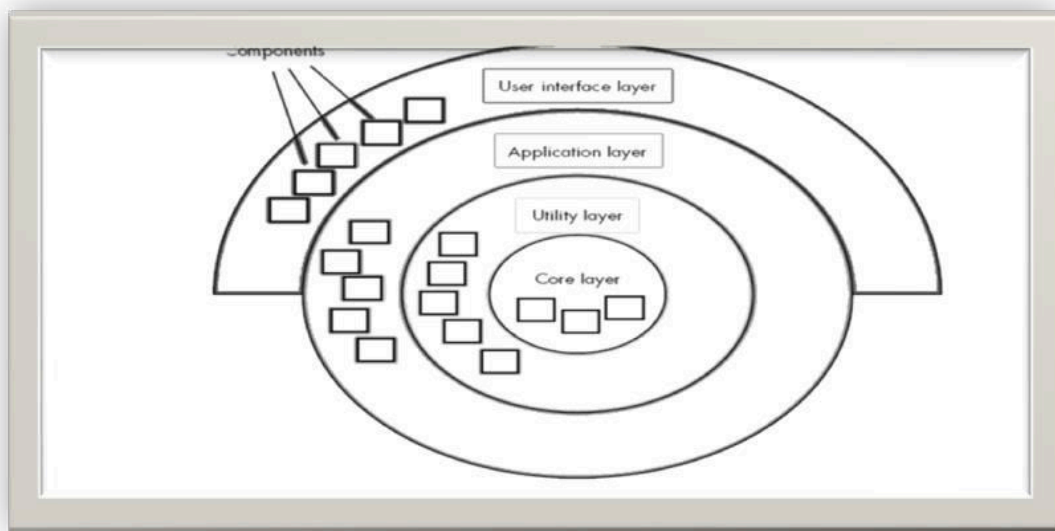 Components
User interface layer
Application layer
Utility layer
Core layer